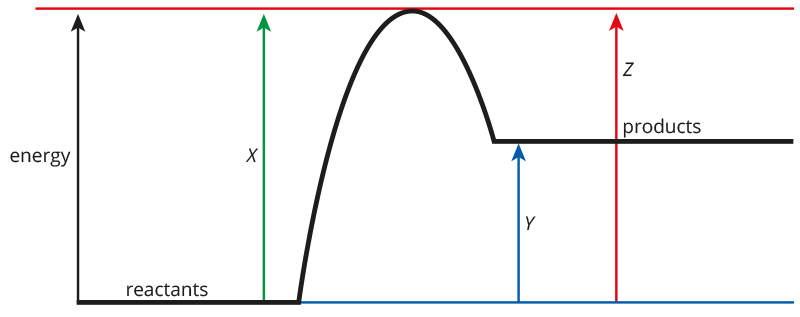 Z
products
energy
X
Y
reactants